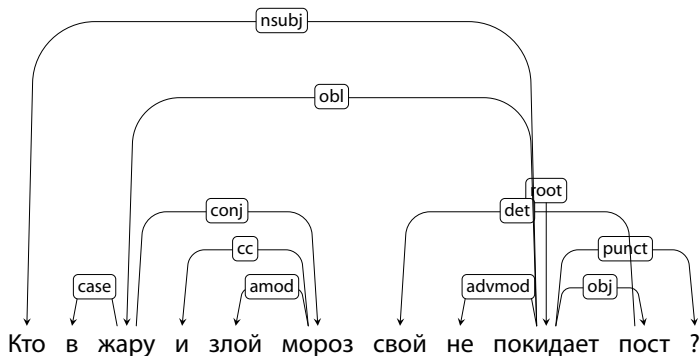 nsubj
obl
root
conj det
cc punct
case amod advmod obj
Кто в жару и злой мороз свой не покидает пост ?